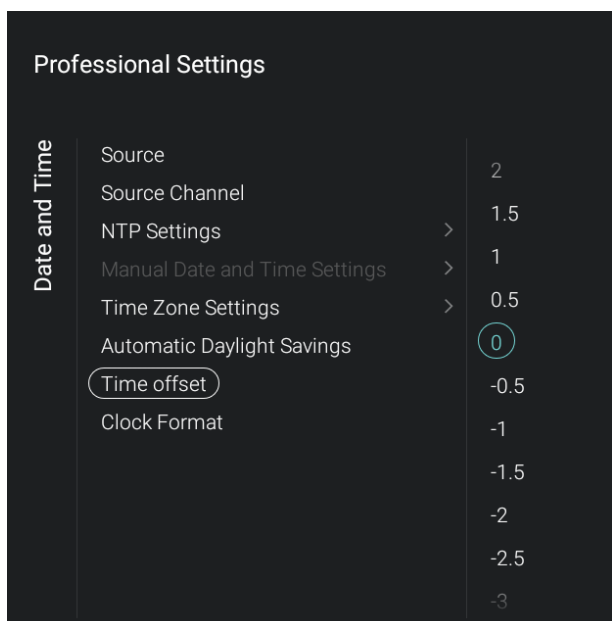 Professional Settings
Date and Time
Source
Source Channel
NTP Settings
Manual Date and Time Settings
Time Zone Settings
Automatic Daylight Savings
Time offset
Clock Format
2
1.5
1
0.5
0
-0.5
-1
-1.5
-2
-2.5
-3